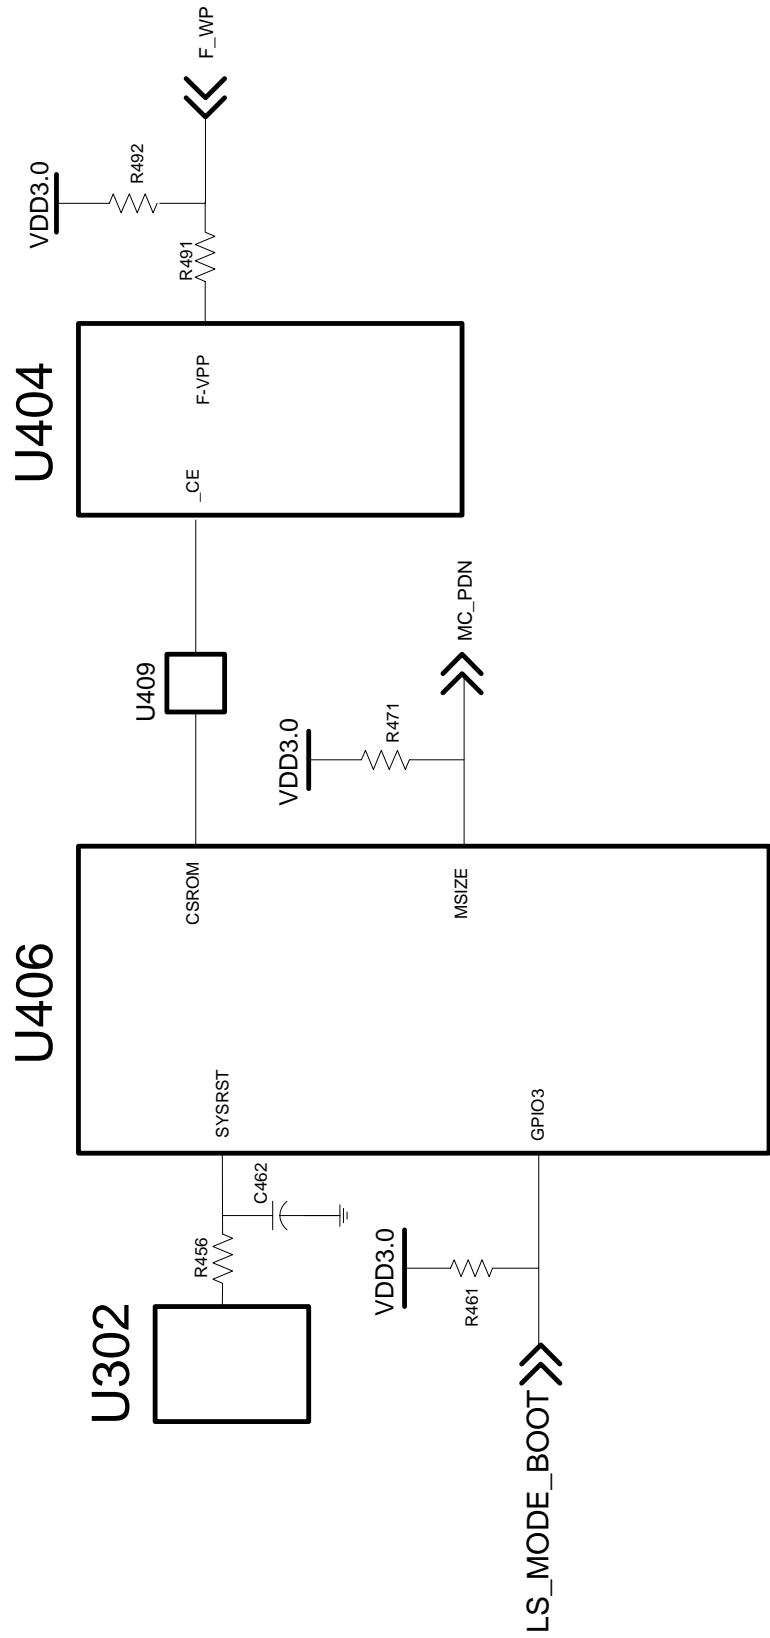 U302
R456
C462
VDD3.0
R461
LS_MODE_BOOT
U406
SYSRST
GPIO3
CSROM
MSIZE
U409
VDD3.0
R471
MC_PDN
U404
_CE
F-VPP
R491
VDD3.0
R492
F_WP